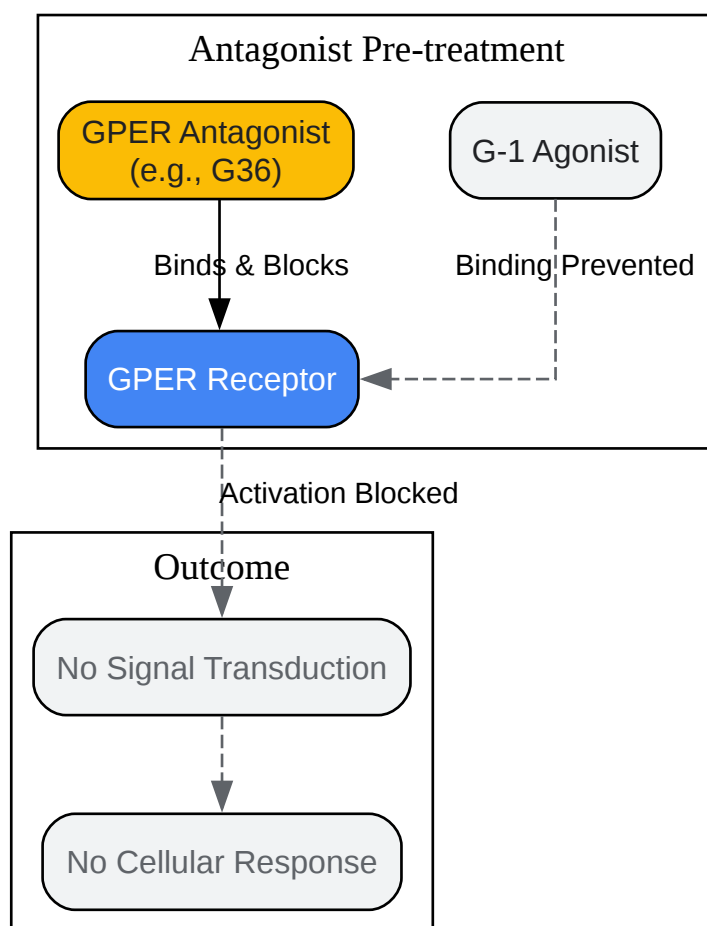 Antagonist Pre-treatment
GPER Antagonist
(e.g., G36)
G-1 Agonist
Binds & Blocks
Binding Prevented
GPER Receptor
Activation Blocked
Outcome
No Signal Transduction
No Cellular Response